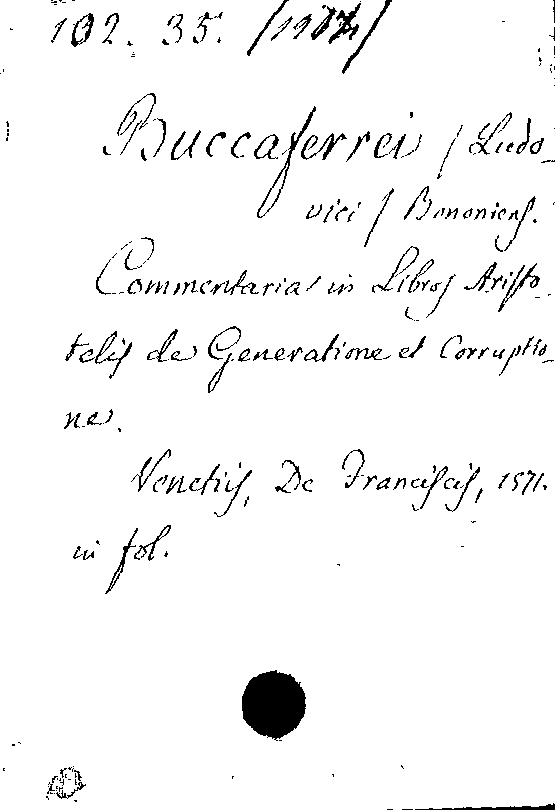 102. 35.
Buccaferrei / Ludo-
vici / Bononiens.
Commentaria in Libros Aristo-
telis de Generatione et Corruptio-
ne.
Venetiis, De Franciscis, 1571.
in fol.